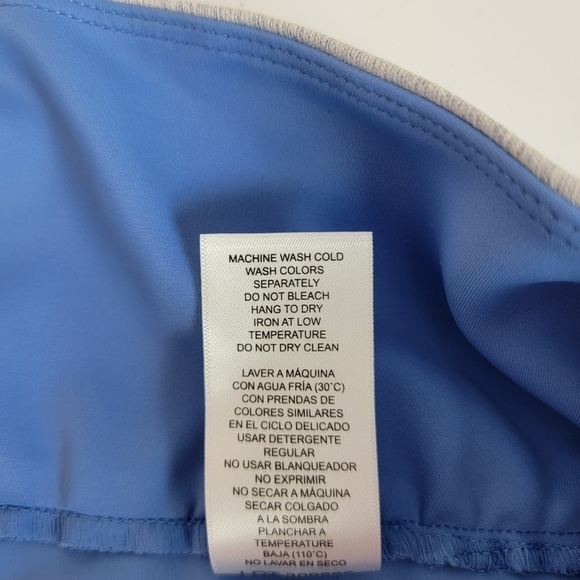 MACHINE WASH COLD
WASH COLORS
SEPARATELY
DO NOT BLEACH
HANG TO DRY
IRON AT LOW
TEMPERATURE
DO NOT DRY CLEAN
LAVER A MÁQUINA
CON AGUA FRÍA (30°C)
CON PRENDAS DE
COLORES SIMILARES
EN EL CICLO DELICADO
USAR DETERGENTE
REGULAR
NO USAR BLANQUEADOR
NO EXPRIMIR
NO SECAR A MÁQUINA
SECAR COLGADO
A LA SOMBRA
PLANCHAR A
TEMPERATURE
BAJA (110°C)
NO LAVAR EN SECO